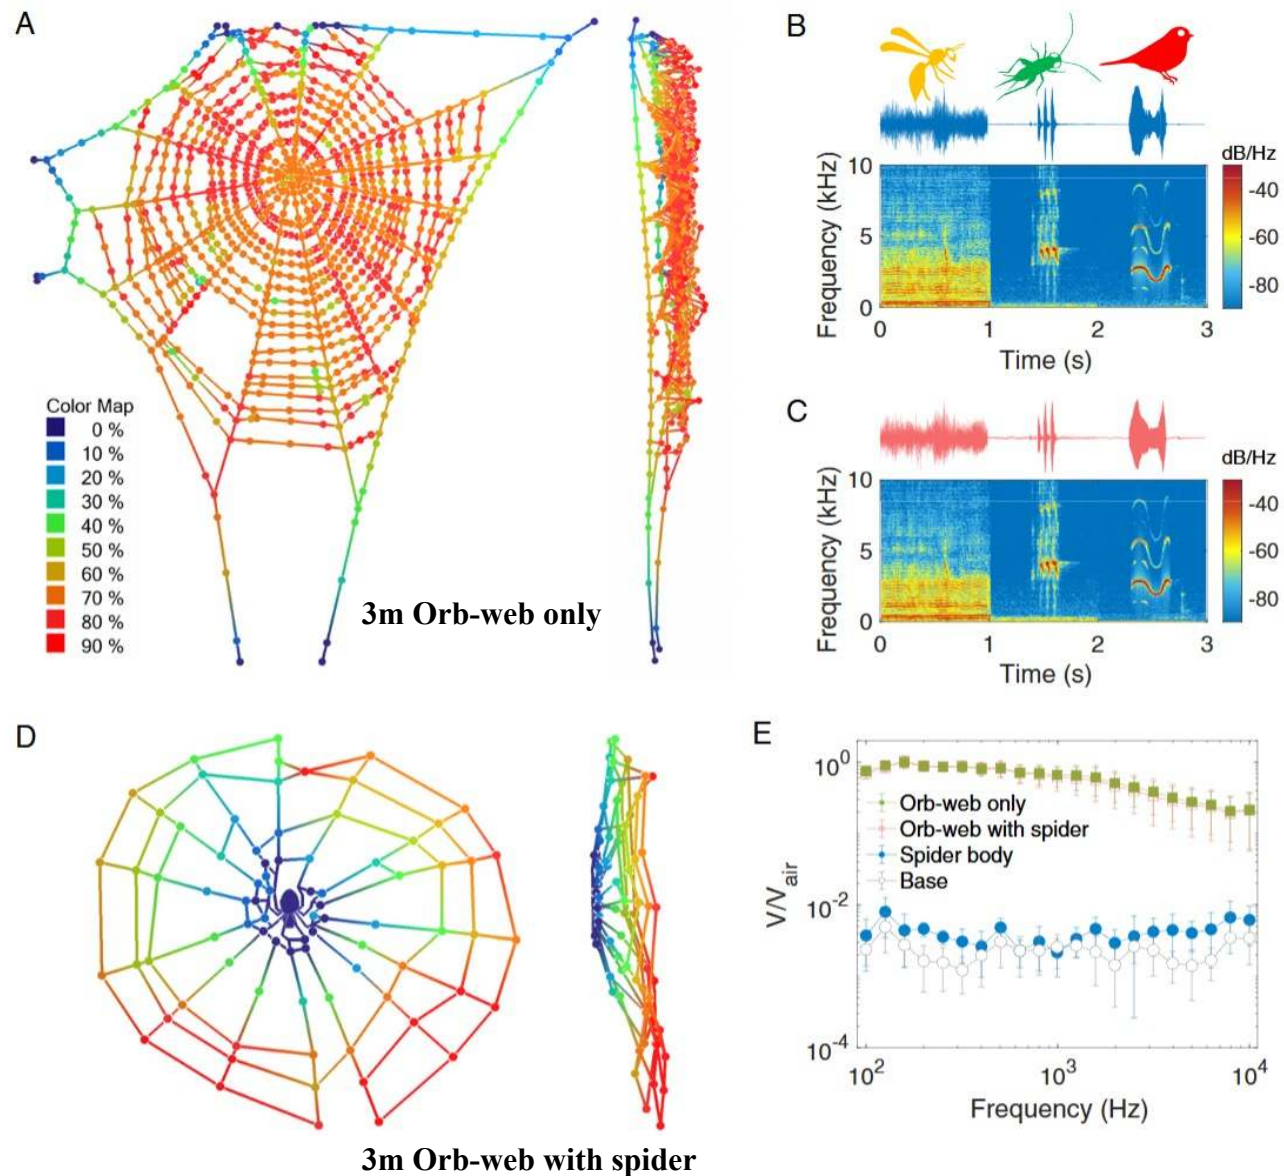 A
Color Map
0 %
10 %
20 %
30 %
40 %
50 %
60 %
70 %
80 %
90 %
3m Orb-web only
B
dB/Hz
-40
-60
-80
Frequency (kHz)
10
5
0
0 1 2 3
Time (s)
C
dB/Hz
-40
-60
-80
Frequency (kHz)
10
5
0
0 1 2 3
Time (s)
D
3m Orb-web with spider
E
V/Vair
10^0
10^-2
10^-4
Orb-web only
Orb-web with spider
Spider body
Base
10^2 10^3 10^4
Frequency (Hz)